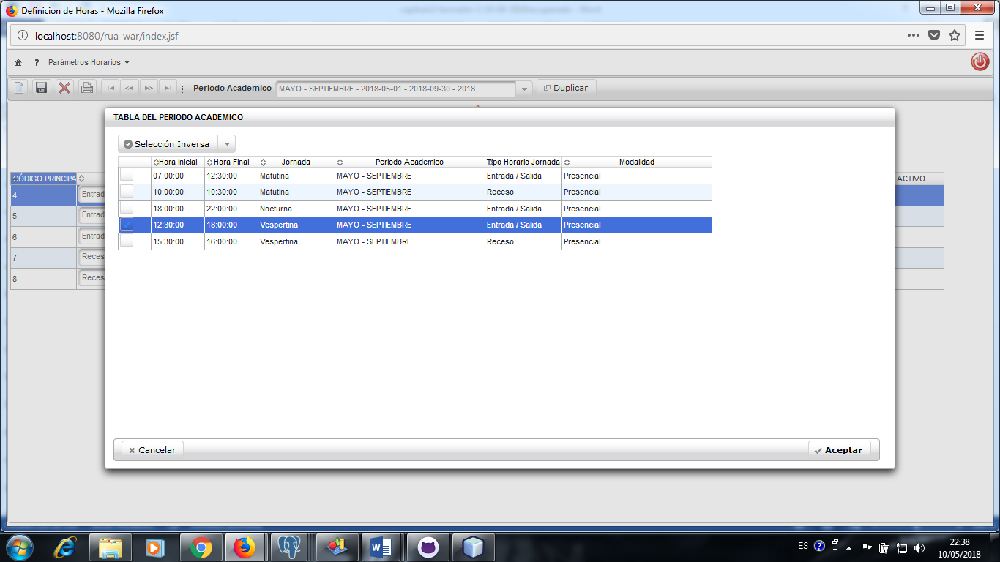 Definicion de Horas - Mozilla Firefox
localhost:8080/rua-war/index.jsf
? Parámetros Horarios
Periodo Academico MAYO - SEPTIEMBRE - 2018-05-01 - 2018-09-30 - 2018 Duplicar
TABLA DEL PERIODO ACADEMICO
Selección Inversa
Hora Inicial Hora Final Jornada Periodo Academico Tipo Horario Jornada Modalidad
07:00:00 12:30:00 Matutina MAYO - SEPTIEMBRE Entrada / Salida Presencial
10:00:00 10:30:00 Matutina MAYO - SEPTIEMBRE Receso Presencial
18:00:00 22:00:00 Nocturna MAYO - SEPTIEMBRE Entrada / Salida Presencial
12:30:00 18:00:00 Vespertina MAYO - SEPTIEMBRE Entrada / Salida Presencial
15:30:00 16:00:00 Vespertina MAYO - SEPTIEMBRE Receso Presencial
CÓDIGO PRINCIPA ACTIVO
4 Entrad
5 Entrad
6 Entrad
7 Reces
8 Reces
Cancelar Aceptar
ES 22:38
10/05/2018